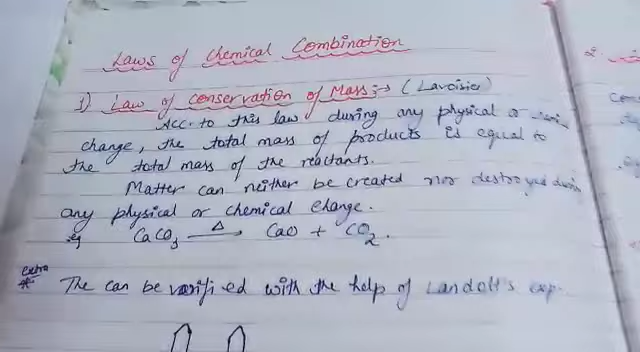 Laws of Chemical Combination
1) Law of conservation of Mass :→ (Lavoisier)
Acc. to this law during any physical or
change, the total mass of products is equal to
the total mass of the reactants.
Matter can neither be created nor destroyed during
any physical or chemical change.
eg CaCO3 —Δ→ CaO + CO2.
extra
* The can be varified with the help of Landolt's exp.
2.